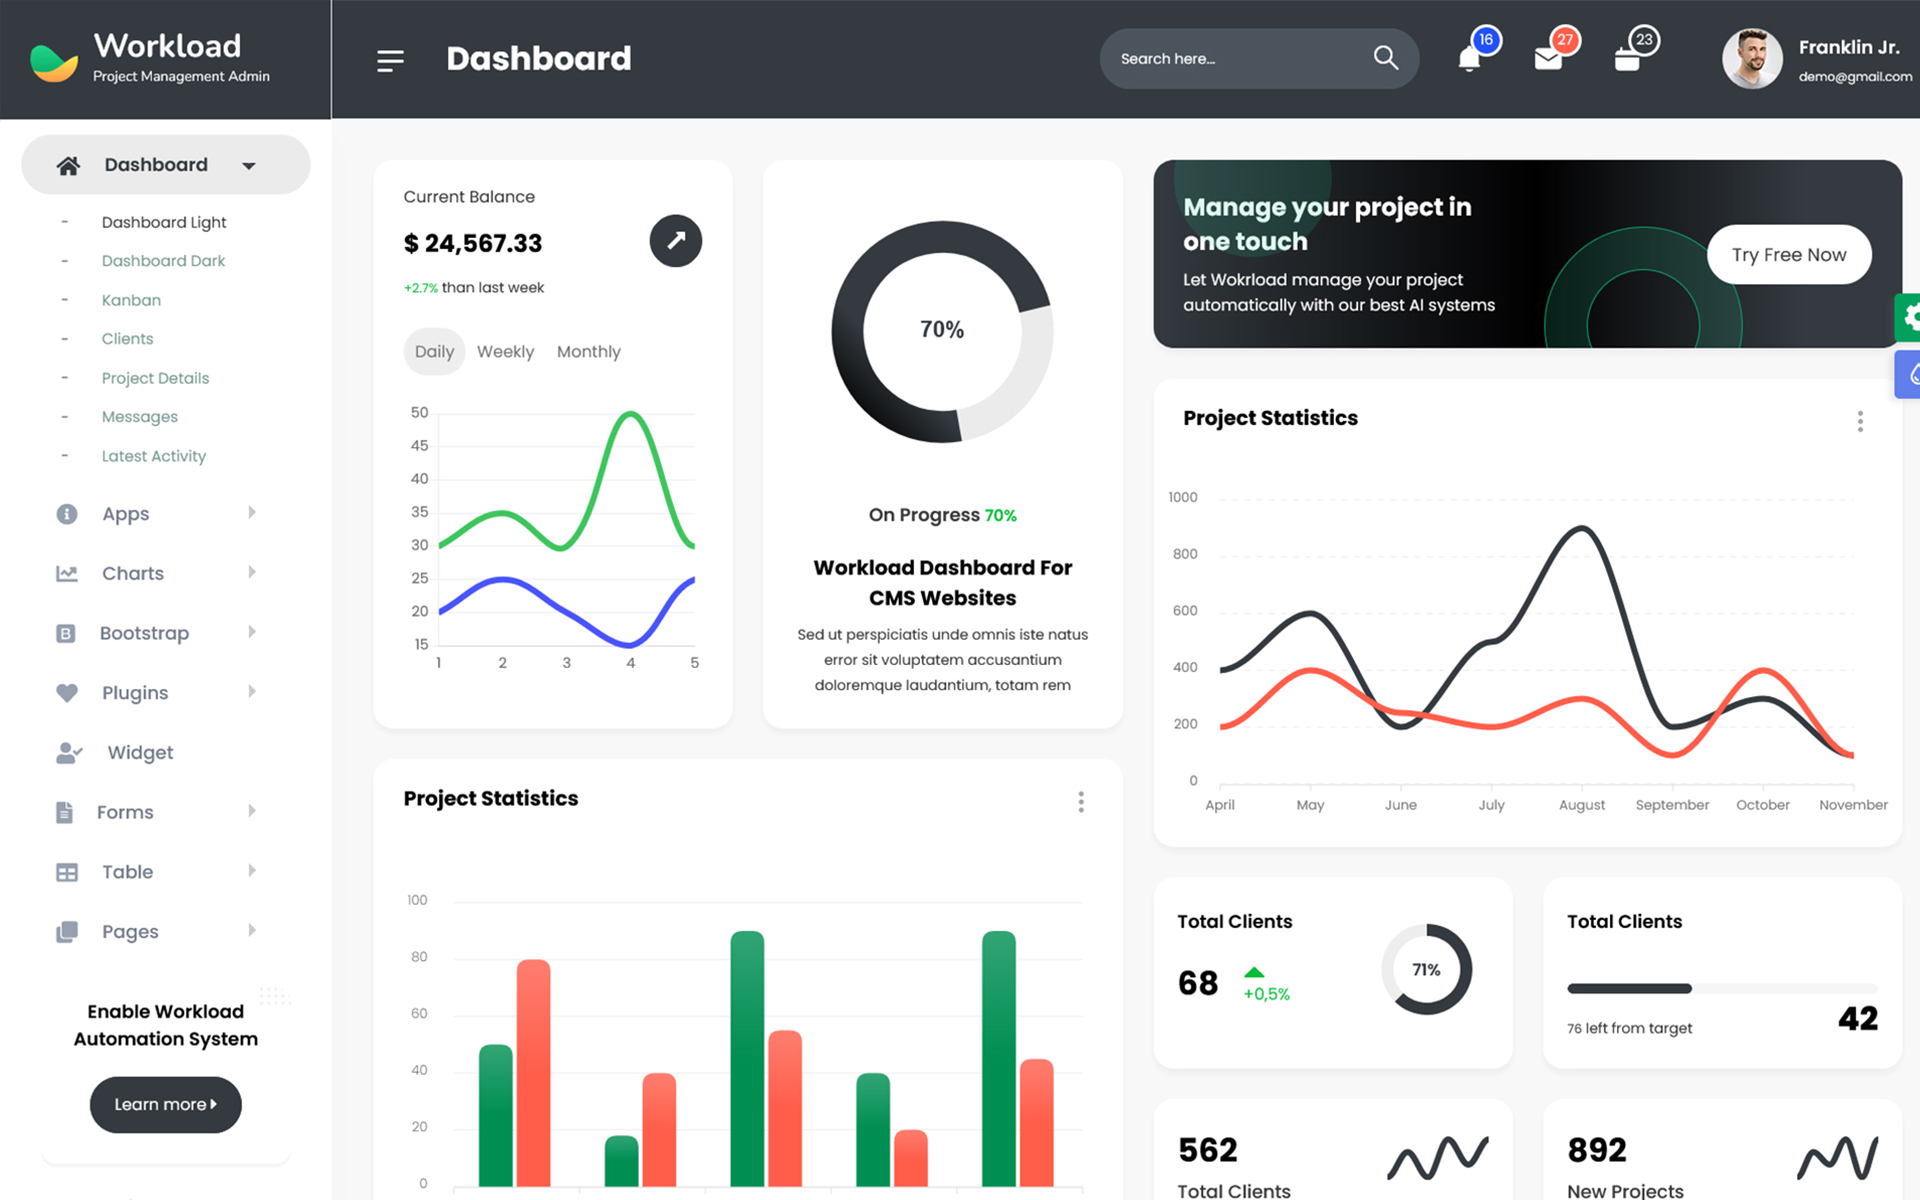 Workload
Project Management Admin
Dashboard
Search here...
16
27
23
Franklin Jr.
demo@gmail.com
Dashboard
- Dashboard Light
- Dashboard Dark
- Kanban
- Clients
- Project Details
- Messages
- Latest Activity
Apps
Charts
B Bootstrap
Plugins
Widget
Forms
Table
Pages
Enable Workload
Automation System
Learn more
Current Balance
$ 24,567.33
+2.7% than last week
Daily Weekly Monthly
50
45
40
35
30
25
20
15
1 2 3 4 5
70%
On Progress 70%
Workload Dashboard For
CMS Websites
Sed ut perspiciatis unde omnis iste natus
error sit voluptatem accusantium
doloremque laudantium, totam rem
Manage your project in
one touch
Let Wokrload manage your project
automatically with our best AI systems
Try Free Now
Project Statistics
1000
800
600
400
200
0
April May June July August September October November
Project Statistics
100
80
60
40
20
0
Total Clients
68
+0,5%
71%
Total Clients
76 left from target
42
562
Total Clients
892
New Projects